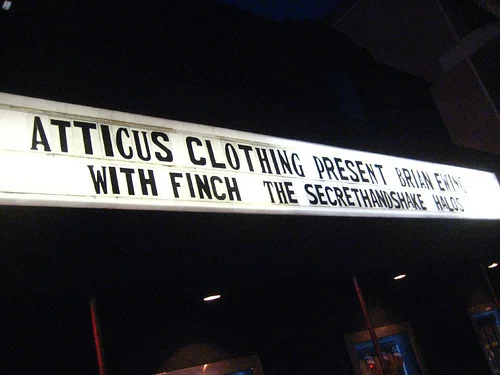 ATTICUS CLOTHING PRESENT BRIAN EWING
WITH FINCH THE SECRETHANDSHAKE HALOS